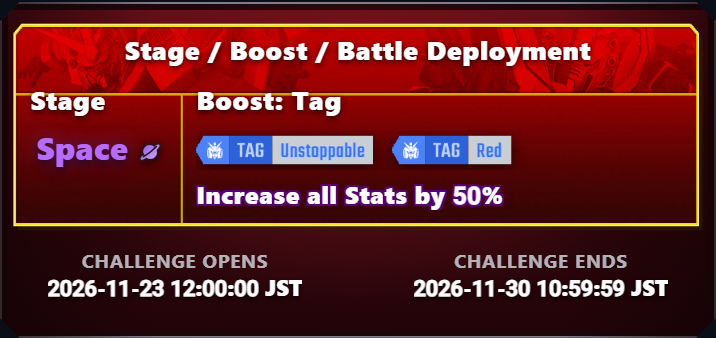 Stage / Boost / Battle Deployment
Stage
Boost: Tag
Space
TAG Unstoppable TAG Red
Increase all Stats by 50%
CHALLENGE OPENS
2026-11-23 12:00:00 JST
CHALLENGE ENDS
2026-11-30 10:59:59 JST